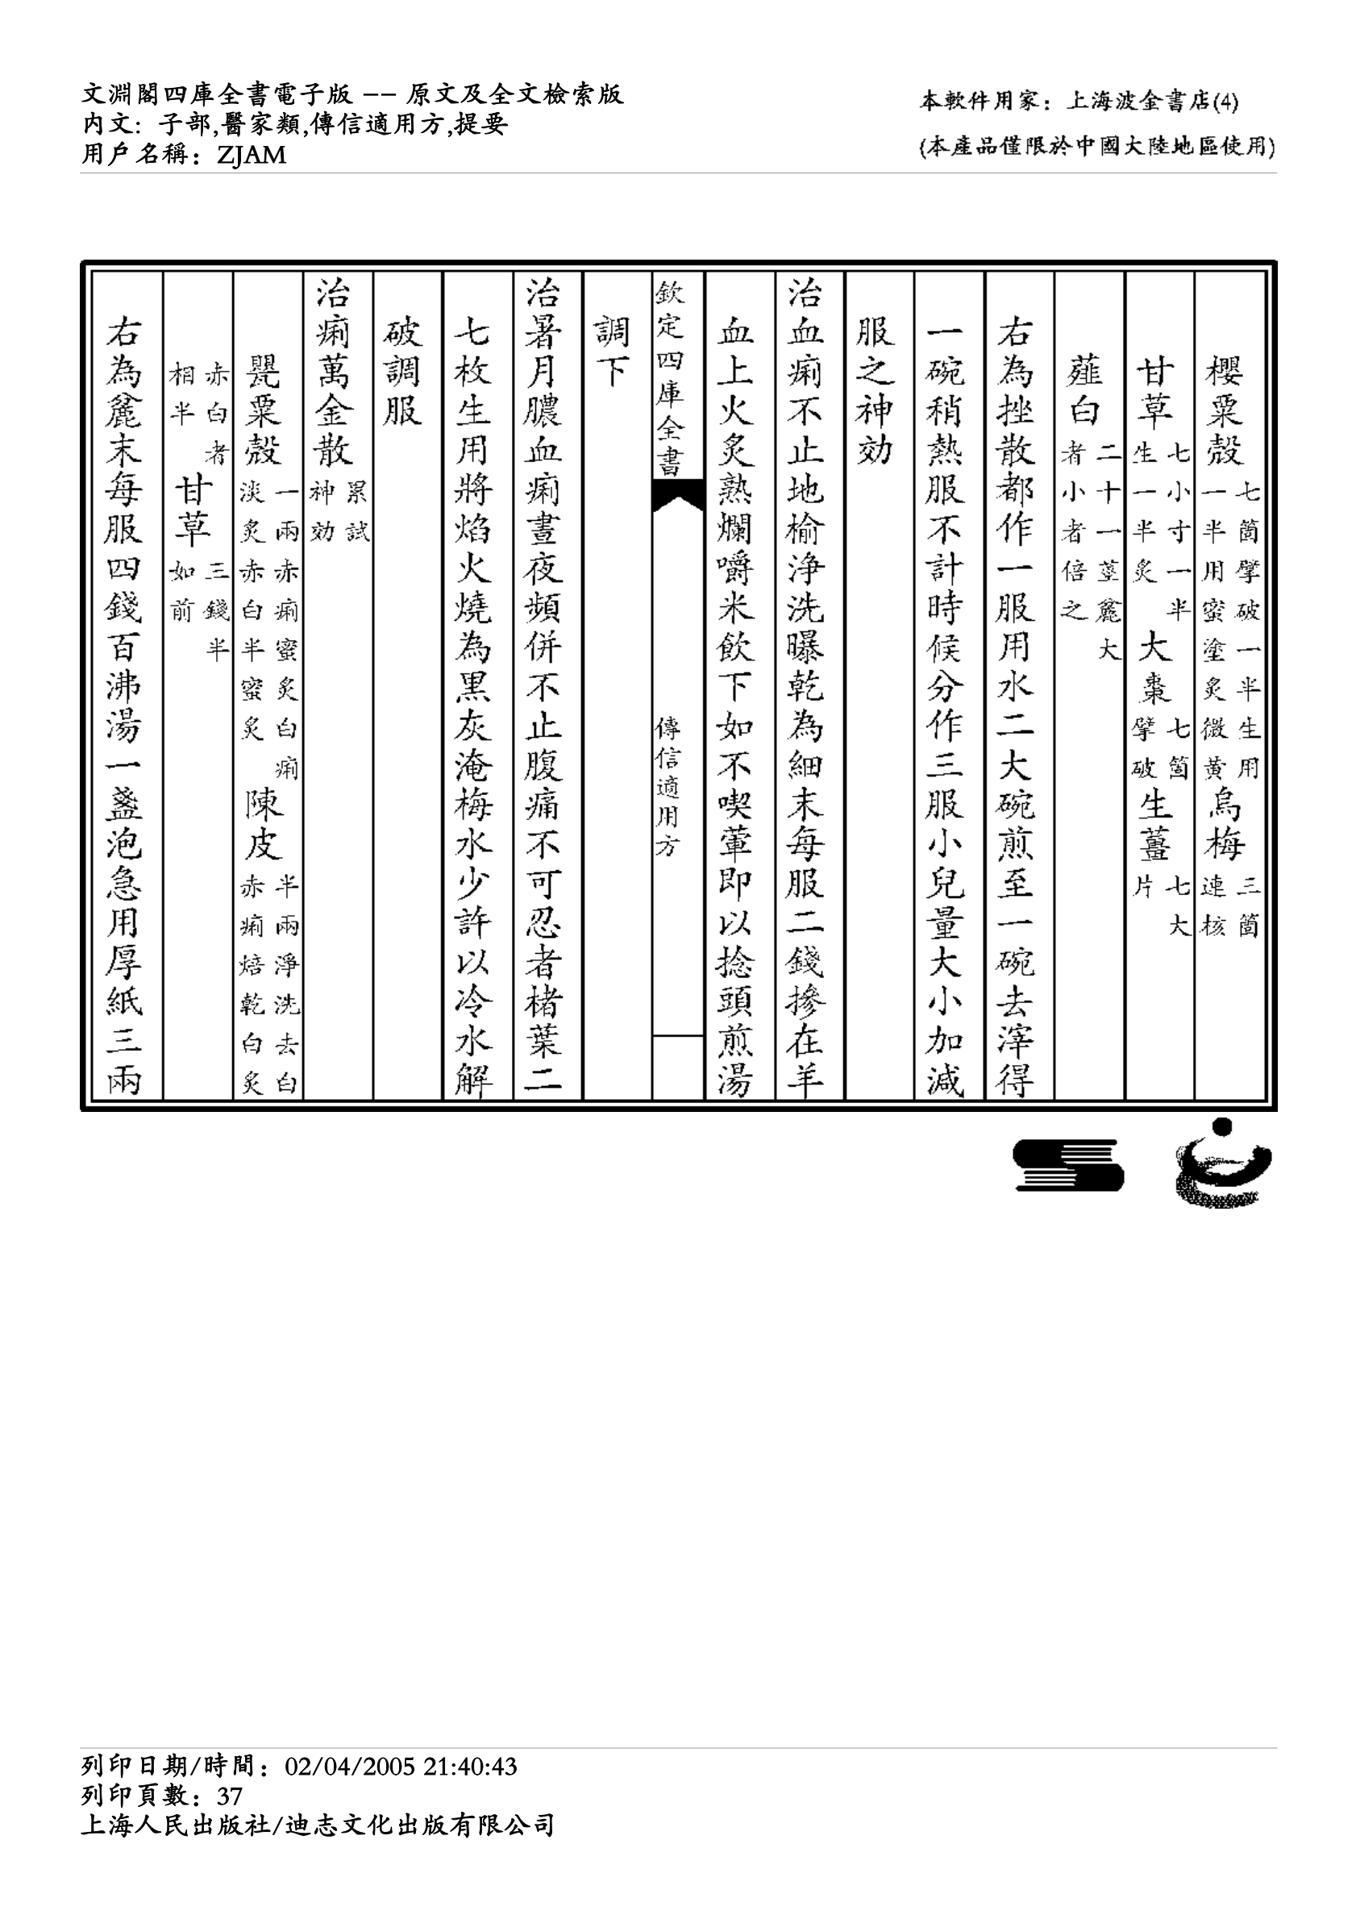 文淵閣四庫全書電子版 －－ 原文及全文檢索版
内文：子部,醫家類,傳信適用方,提要
用戶名稱：ZJAM
本軟件用家：上海波金書店(4)
(本產品僅限於中國大陸地區使用)
櫻粟殼七箇擘破一半生用一半用蜜塗炙微黄烏梅三箇連核
甘草七小寸一半生一半炙大棗七箇擘破生薑七大片
薤白二十一莖麄大者小者倍之
右為挫散都作一服用水二大碗煎至一碗去滓得
一碗稍熱服不計時候分作三服小兒量大小加減
服之神効
治血痢不止地榆浄洗曝乾為細末每服二錢摻在羊
血上火炙熟爛嚼米飲下如不喫葷即以捻頭煎湯
欽定四庫全書
傳信適用方
調下
治暑月膿血痢晝夜頻併不止腹痛不可忍者楮葉二
七枚生用將焰火燒為黑灰淹梅水少許以冷水解
破調服
治痢萬金散累試神効
甖粟殼一兩赤痢蜜炙白痢淡炙赤白半蜜炙陳皮半兩淨洗去白赤痢焙乾白炙
赤白者相半甘草三錢半如前
右為麄末每服四錢百沸湯一盞泡急用厚紙三兩
列印日期/時間：02/04/2005 21:40:43
列印頁數：37
上海人民出版社/迪志文化出版有限公司